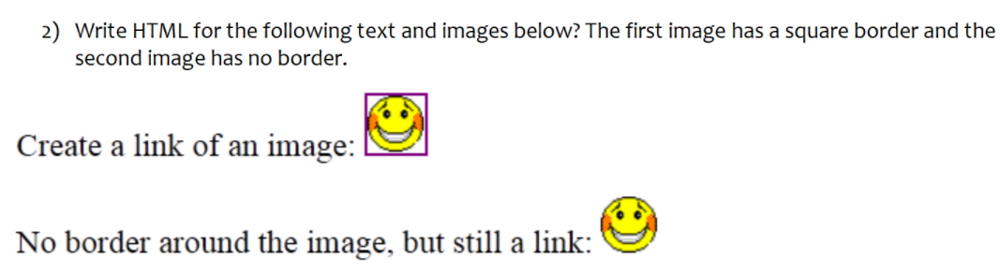 2) Write HTML for the following text and images below? The first image has a square border and the
second image has no border.
Create a link of an image:
No border around the image, but still a link: